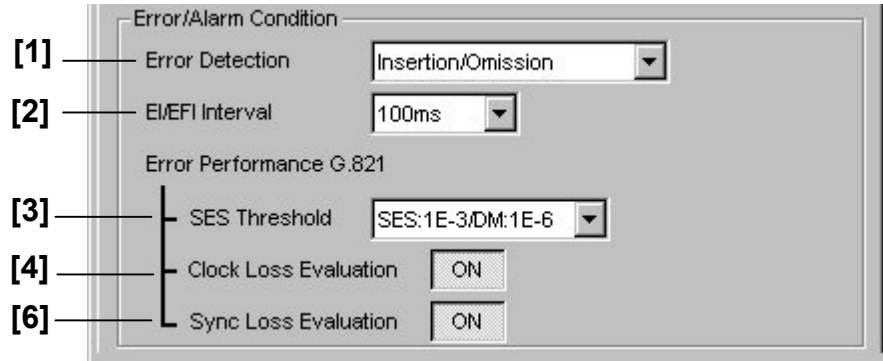 Error/Alarm Condition
[1] Error Detection Insertion/Omission
[2] EI/EFI Interval 100ms
Error Performance G.821
[3] SES Threshold SES:1E-3/DM:1E-6
[4] Clock Loss Evaluation ON
[6] Sync Loss Evaluation ON